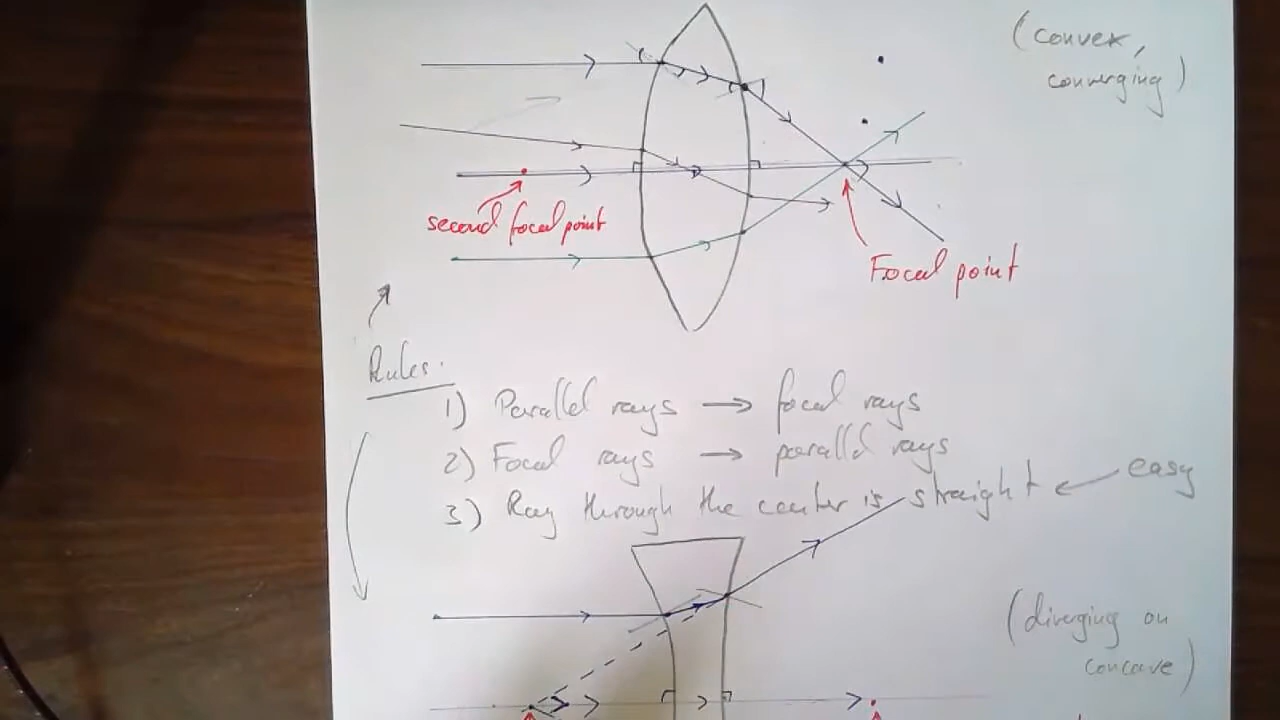 (convex,
converging)
second focal point
Focal point
Rules:
1) Parallel rays → focal rays
2) Focal rays → parallel rays
3) Ray through the center is straight ← easy
(diverging or
concave)